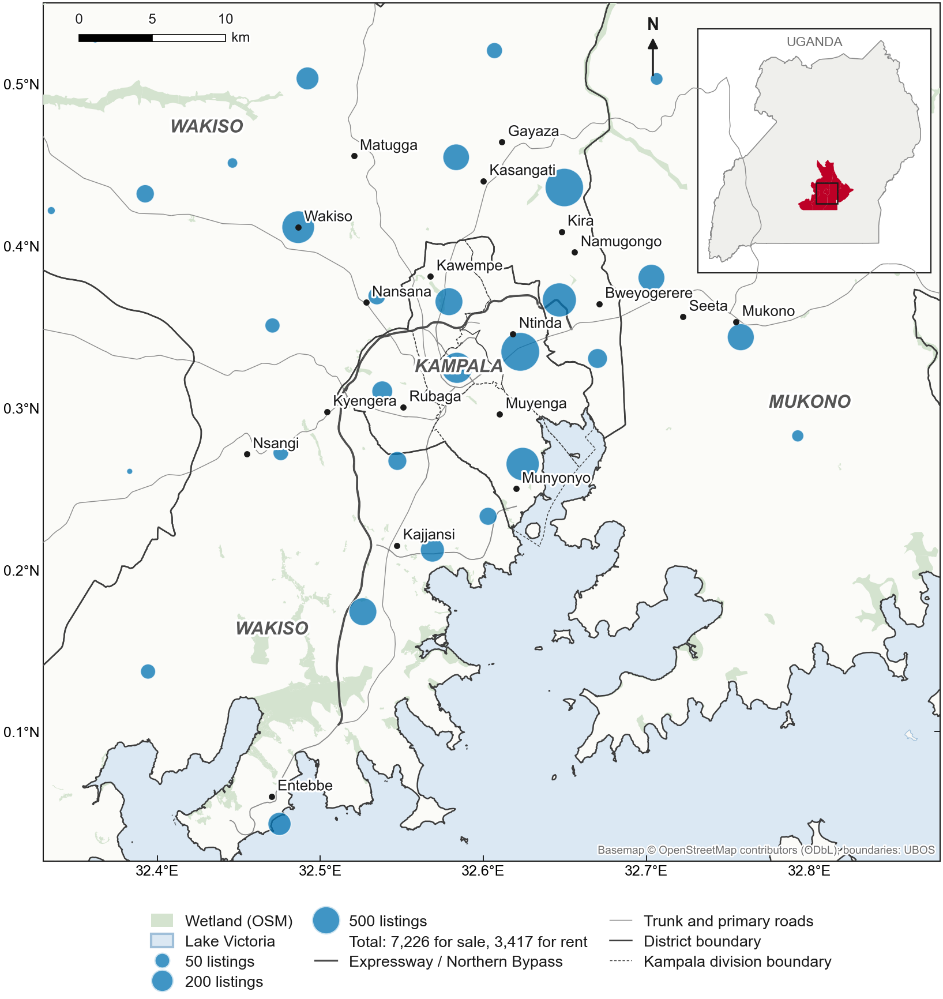 0 5 10
km
N
UGANDA
0.5°N
WAKISO
Gayaza
Matugga
Kasangati
Wakiso
Kira
0.4°N
Namugongo
Kawempe
Nansana
Bweyogerere
Seeta
Mukono
Ntinda
KAMPALA
Kyengera
Rubaga
Muyenga
MUKONO
0.3°N
Nsangi
Munyonyo
Kajjansi
0.2°N
WAKISO
0.1°N
Entebbe
Basemap © OpenStreetMap contributors (ODbL); boundaries: UBOS
32.4°E 32.5°E 32.6°E 32.7°E 32.8°E
Wetland (OSM)
Lake Victoria
50 listings
200 listings
500 listings
Total: 7,226 for sale, 3,417 for rent
Expressway / Northern Bypass
Trunk and primary roads
District boundary
Kampala division boundary